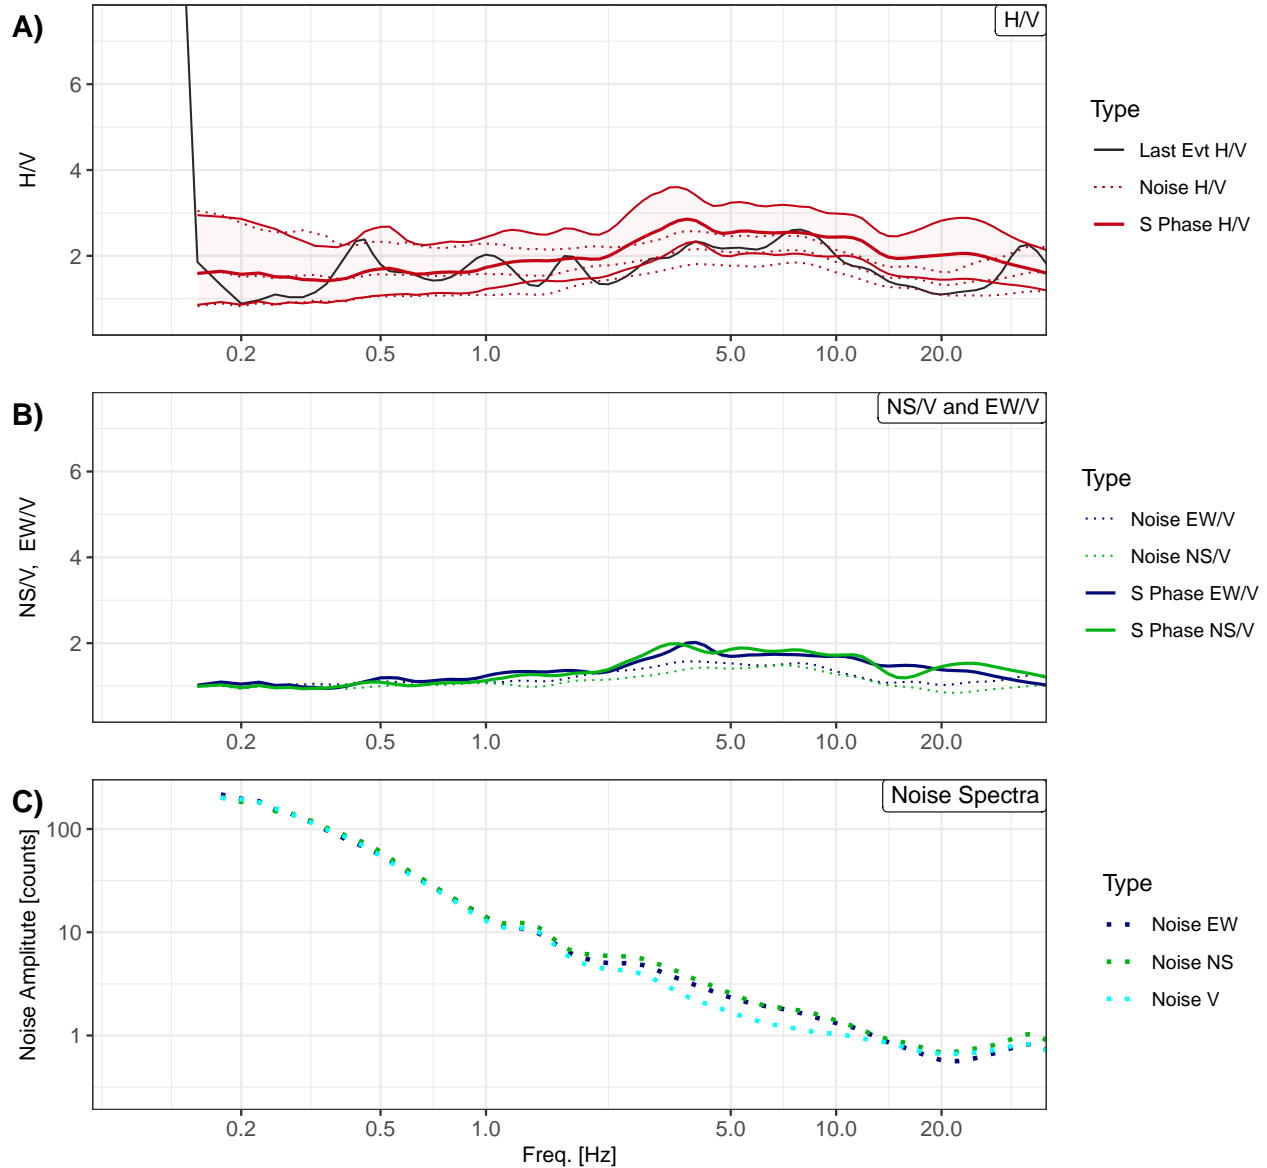 A)
H/V
6
4
2
H/V
0.2 0.5 1.0 5.0 10.0 20.0
Type
Last Evt H/V
Noise H/V
S Phase H/V
B)
NS/V and EW/V
6
4
2
NS/V,  EW/V
0.2 0.5 1.0 5.0 10.0 20.0
Type
Noise EW/V
Noise NS/V
S Phase EW/V
S Phase NS/V
C)
Noise Spectra
100
10
1
Noise Amplitute [counts]
0.2 0.5 1.0 5.0 10.0 20.0
Freq. [Hz]
Type
Noise EW
Noise NS
Noise V